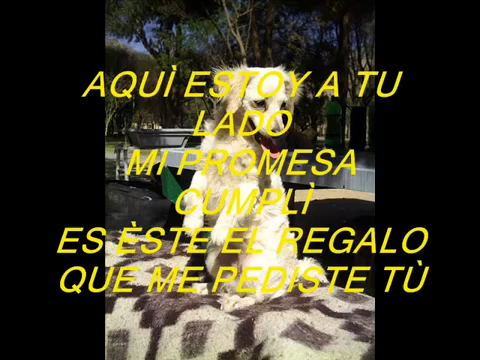 AQUÌ ESTOY A TU
LADO
MI PROMESA
CUMPLÌ
ES ÈSTE EL REGALO
QUE ME PEDISTE TÙ